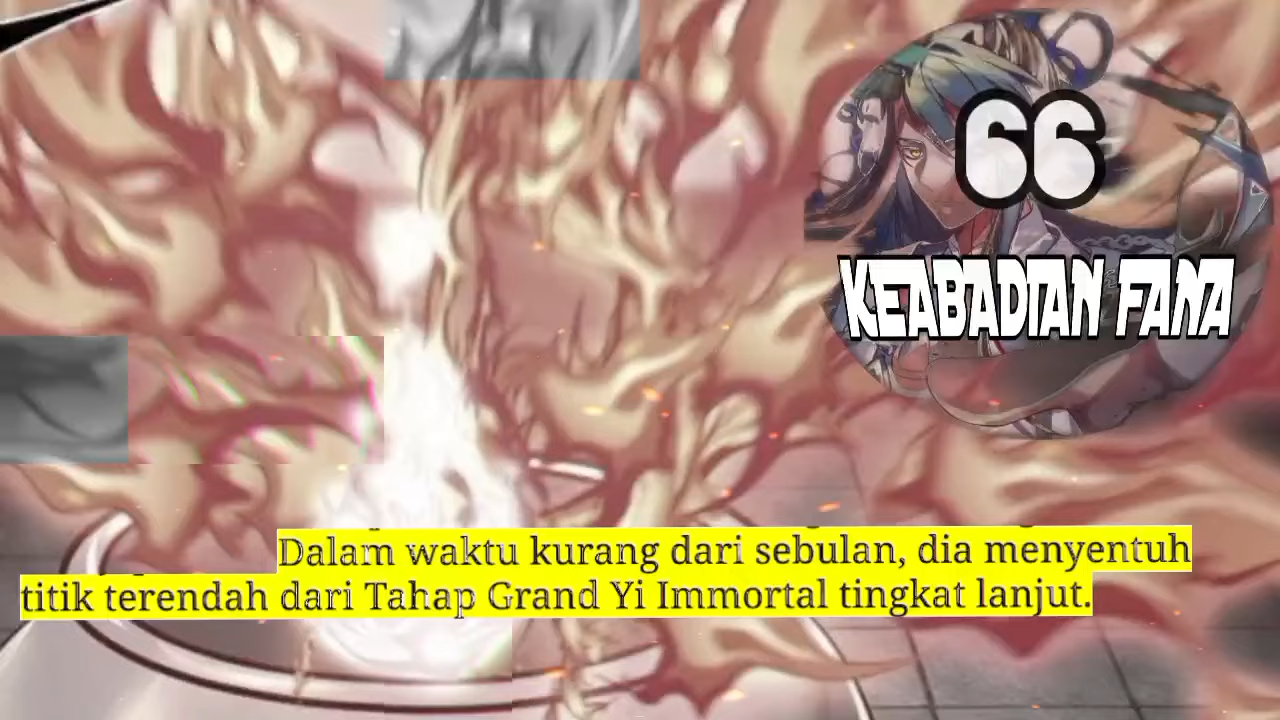 66
KEABADIAN FANA
Dalam waktu kurang dari sebulan, dia menyentuh
titik terendah dari Tahap Grand Yi Immortal tingkat lanjut.